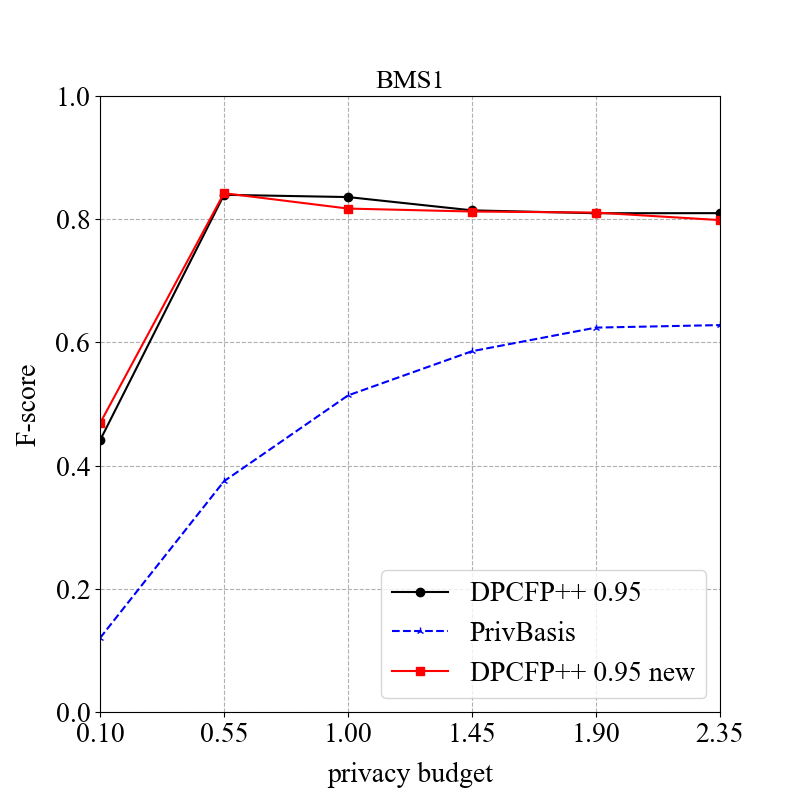 BMS1
1.0
0.8
0.6
0.4
0.2
0.0
F-score
DPCFP++ 0.95
PrivBasis
DPCFP++ 0.95 new
0.10 0.55 1.00 1.45 1.90 2.35
privacy budget